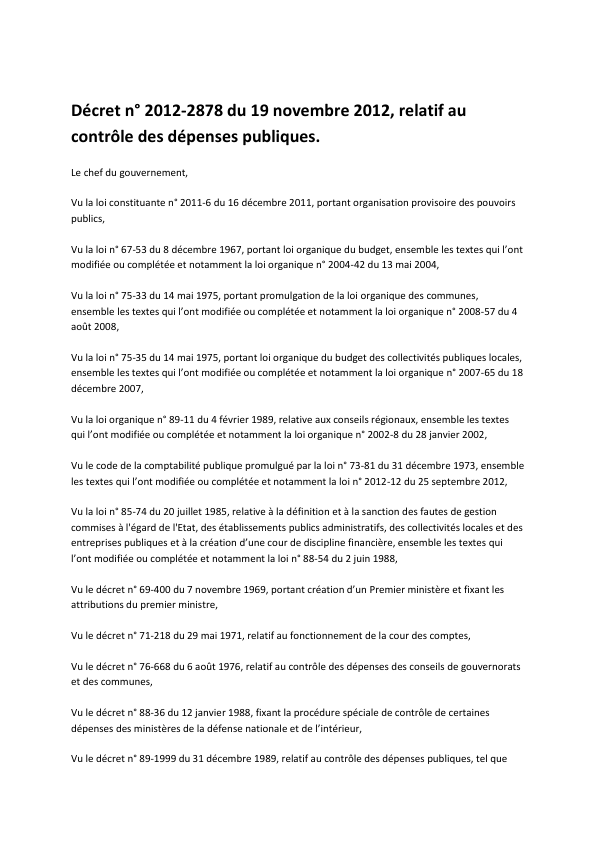 Décret n° 2012-2878 du 19 novembre 2012, relatif au
contrôle des dépenses publiques.
Le chef du gouvernement,
Vu la loi constituante n° 2011-6 du 16 décembre 2011, portant organisation provisoire des pouvoirs
publics,
Vu la loi n° 67-53 du 8 décembre 1967, portant loi organique du budget, ensemble les textes qui l’ont
modifiée ou complétée et notamment la loi organique n° 2004-42 du 13 mai 2004,
Vu la loi n° 75-33 du 14 mai 1975, portant promulgation de la loi organique des communes,
ensemble les textes qui l’ont modifiée ou complétée et notamment la loi organique n° 2008-57 du 4
août 2008,
Vu la loi n° 75-35 du 14 mai 1975, portant loi organique du budget des collectivités publiques locales,
ensemble les textes qui l’ont modifiée ou complétée et notamment la loi organique n° 2007-65 du 18
décembre 2007,
Vu la loi organique n° 89-11 du 4 février 1989, relative aux conseils régionaux, ensemble les textes
qui l’ont modifiée ou complétée et notamment la loi organique n° 2002-8 du 28 janvier 2002,
Vu le code de la comptabilité publique promulgué par la loi n° 73-81 du 31 décembre 1973, ensemble
les textes qui l’ont modifiée ou complétée et notamment la loi n° 2012-12 du 25 septembre 2012,
Vu la loi n° 85-74 du 20 juillet 1985, relative à la définition et à la sanction des fautes de gestion
commises à l'égard de l'Etat, des établissements publics administratifs, des collectivités locales et des
entreprises publiques et à la création d’une cour de discipline financière, ensemble les textes qui
l’ont modifiée ou complétée et notamment la loi n° 88-54 du 2 juin 1988,
Vu le décret n° 69-400 du 7 novembre 1969, portant création d’un Premier ministère et fixant les
attributions du premier ministre,
Vu le décret n° 71-218 du 29 mai 1971, relatif au fonctionnement de la cour des comptes,
Vu le décret n° 76-668 du 6 août 1976, relatif au contrôle des dépenses des conseils de gouvernorats
et des communes,
Vu le décret n° 88-36 du 12 janvier 1988, fixant la procédure spéciale de contrôle de certaines
dépenses des ministères de la défense nationale et de l’intérieur,
Vu le décret n° 89-1999 du 31 décembre 1989, relatif au contrôle des dépenses publiques, tel que